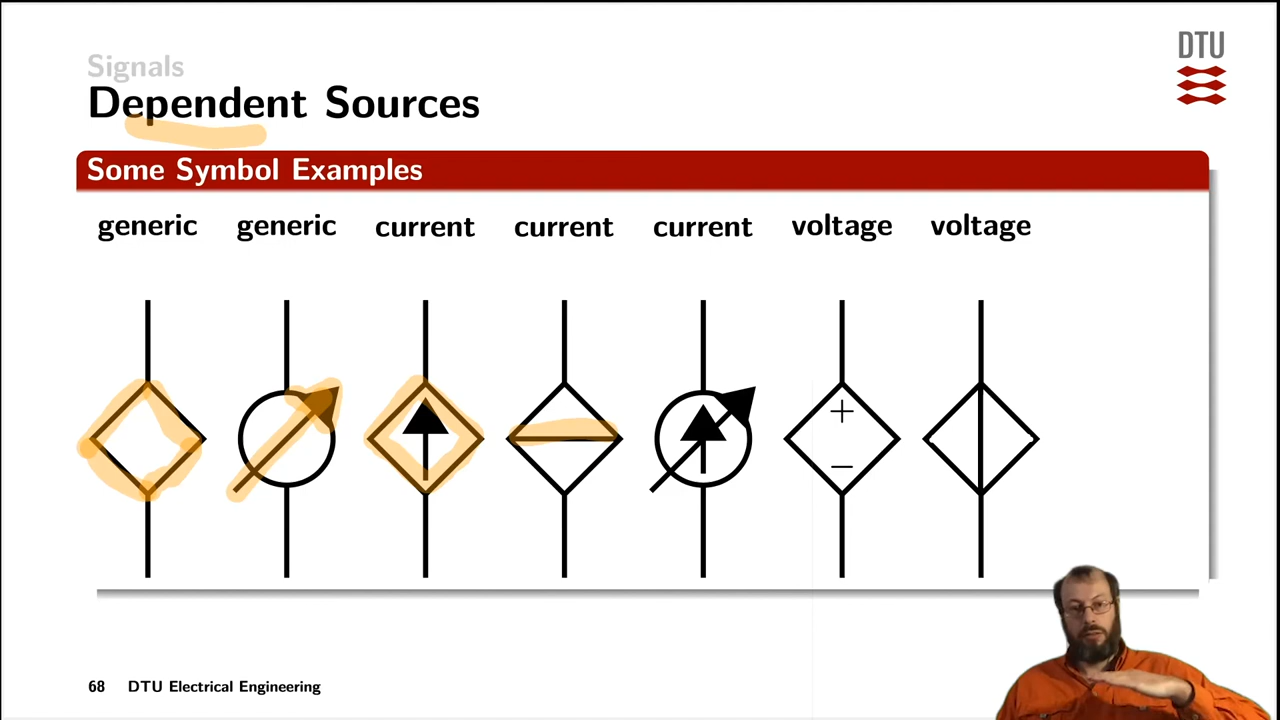 Signals
DTU
Dependent Sources
Some Symbol Examples
generic generic current current current voltage voltage
+
−
68 DTU Electrical Engineering